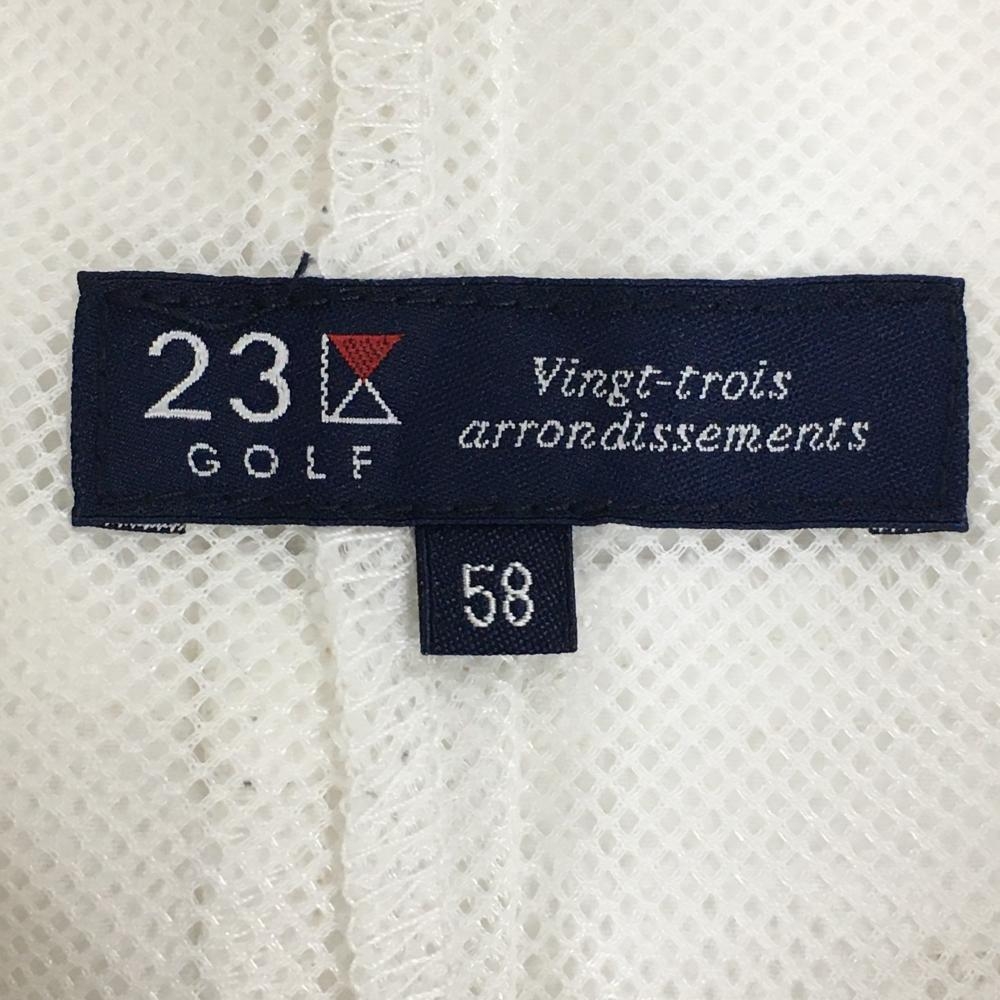 23
GOLF
Vingt-trois
arrondissements
58